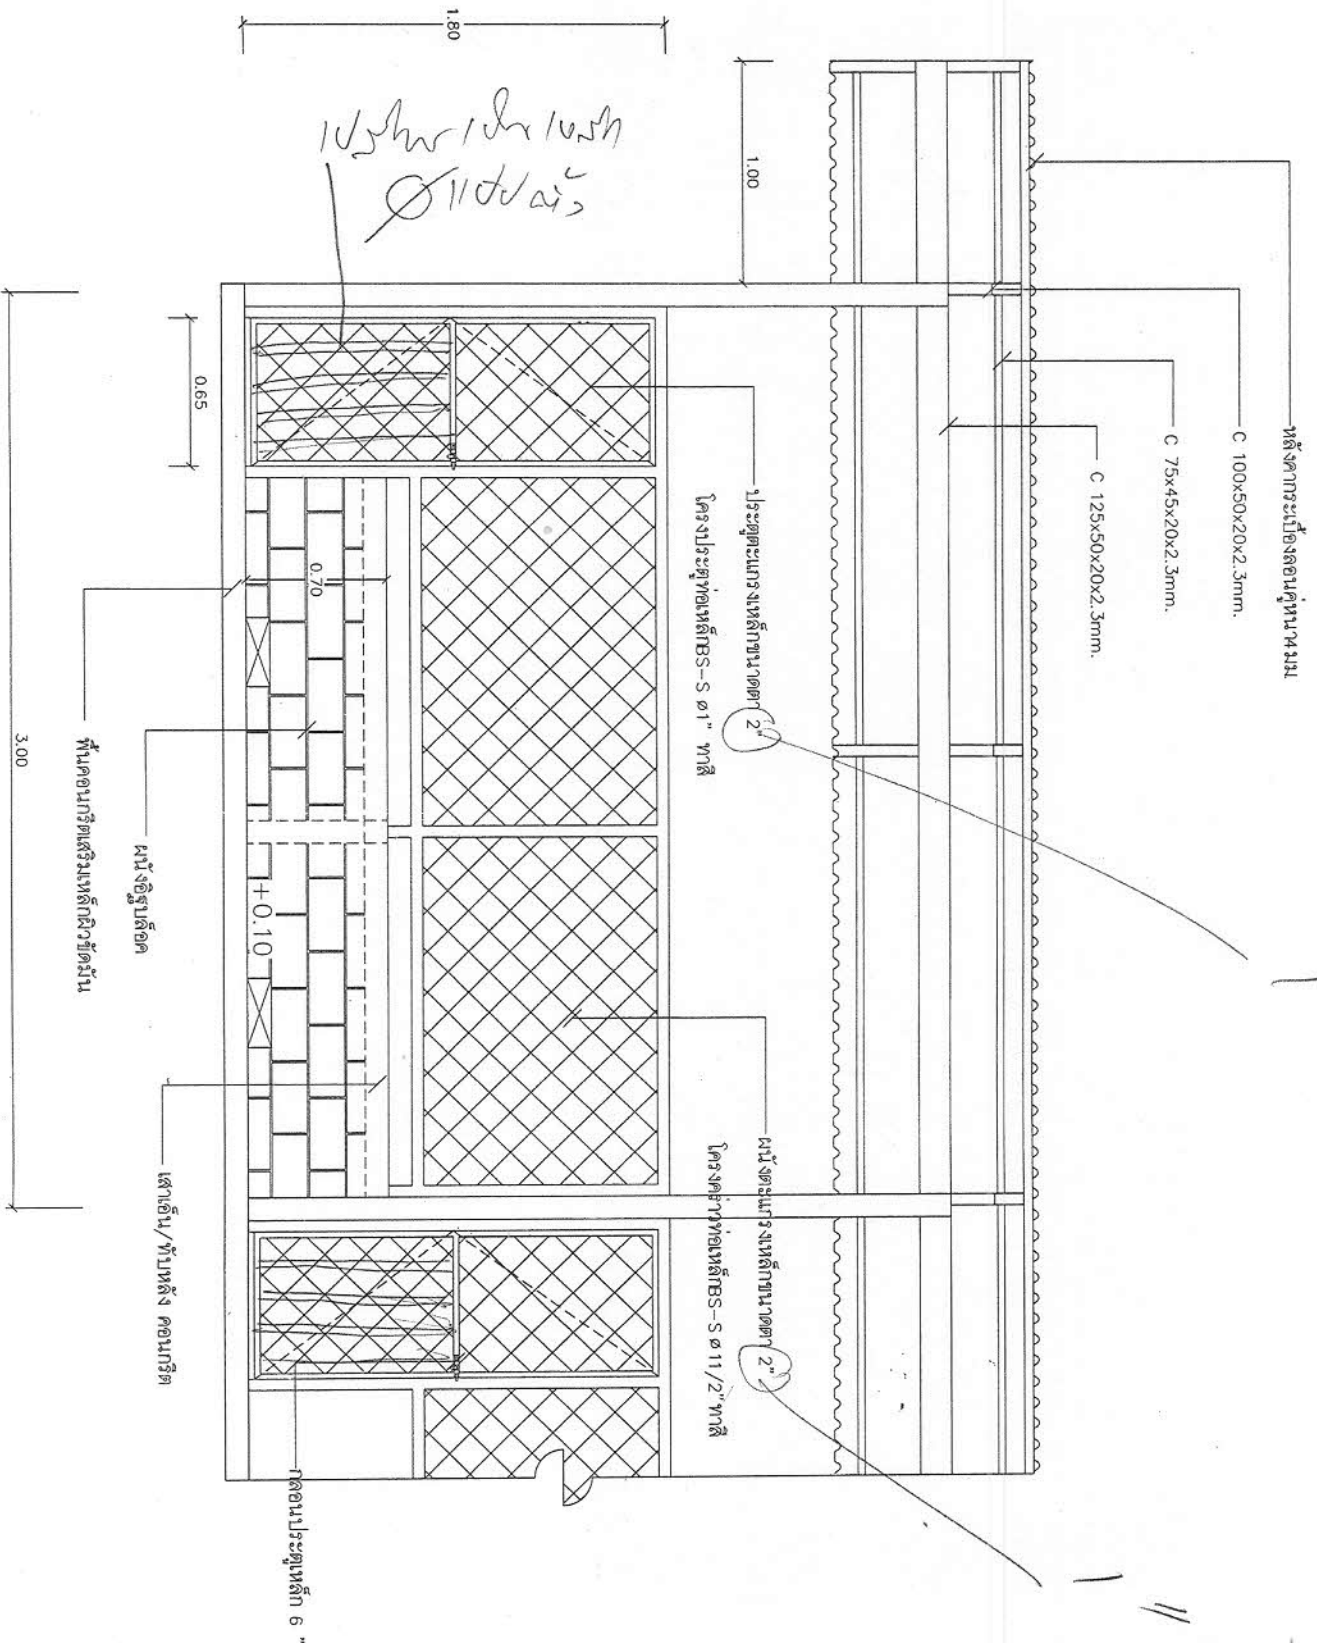 หลังคากระเบื้องลอนคู่หนา4มม
C 100x50x20x2.3mm.
C 75x45x20x2.3mm.
C 125x50x20x2.3mm.
1.00
1.80
ประตูตะแกรงเหล็กขนาดตา 2"
โครงประตูท่อเหล็กBS-S ø1" ทาสี
ผนังตะแกรงเหล็กขนาดตา 2"
โครงคร่าวท่อเหล็กBS-S ø11/2"ทาสี
0.65
0.70
+0.10
ผนังอิฐบล็อค
พื้นคอนกรีตเสริมเหล็กผิวขัดมัน
เสาเอ็น/ทับหลัง คอนกรีต
กลอนประตูเหล็ก 6 "
3.00